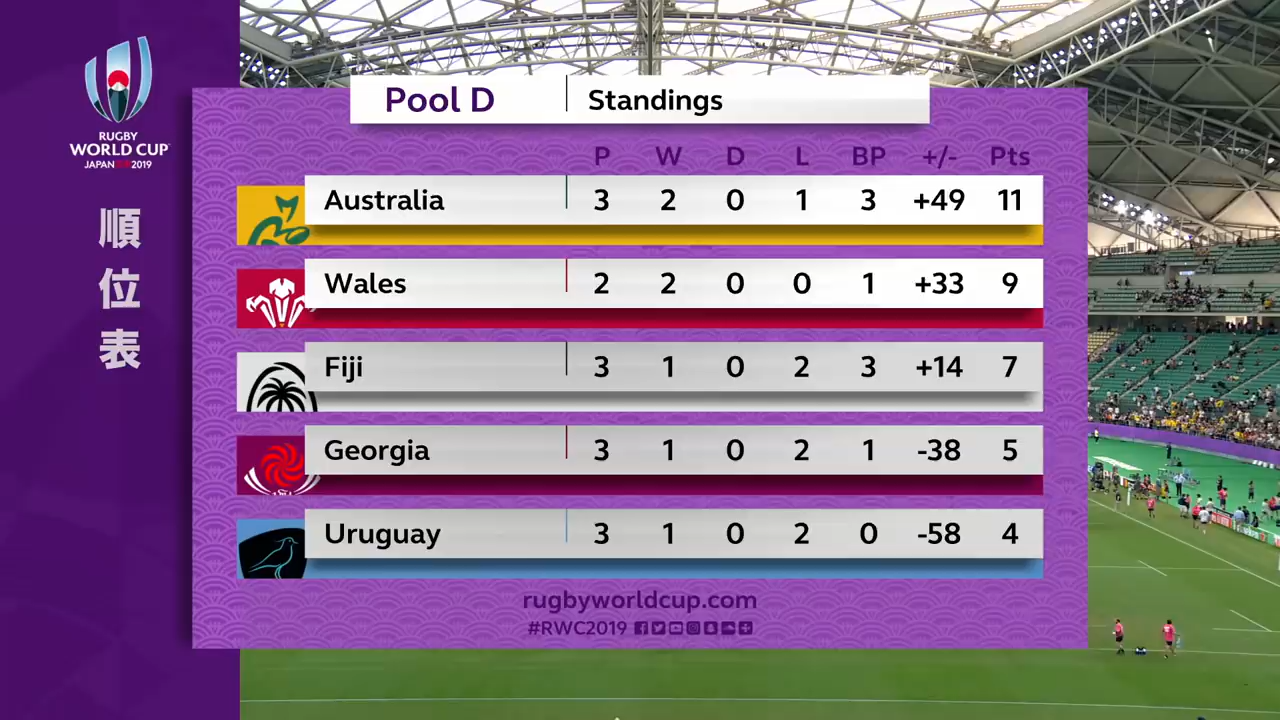 RUGBY
WORLD CUP
JAPAN 2019
順位表
Pool D Standings
P W D L BP +/- Pts
Australia 3 2 0 1 3 +49 11
Wales 2 2 0 0 1 +33 9
Fiji 3 1 0 2 3 +14 7
Georgia 3 1 0 2 1 -38 5
Uruguay 3 1 0 2 0 -58 4
rugbyworldcup.com
#RWC2019